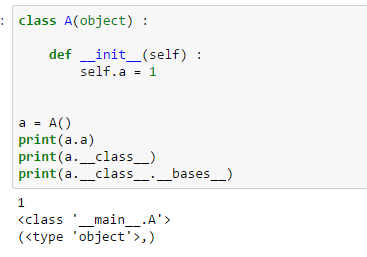 : class A(object) :
def __init__(self) :
self.a = 1
a = A()
print(a.a)
print(a.__class__)
print(a.__class__.__bases__)
1
<class '__main__.A'>
(<type 'object'>,)